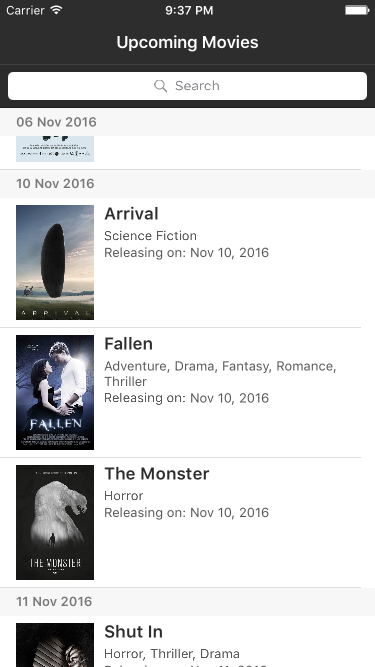 Carrier 9:37 PM
Upcoming Movies
Search
06 Nov 2016
10 Nov 2016
Arrival
Science Fiction
Releasing on: Nov 10, 2016
ARRIVAL
Fallen
Adventure, Drama, Fantasy, Romance,
Thriller
Releasing on: Nov 10, 2016
FALLEN
The Monster
Horror
Releasing on: Nov 10, 2016
THE MONSTER
11 Nov 2016
Shut In
Horror, Thriller, Drama